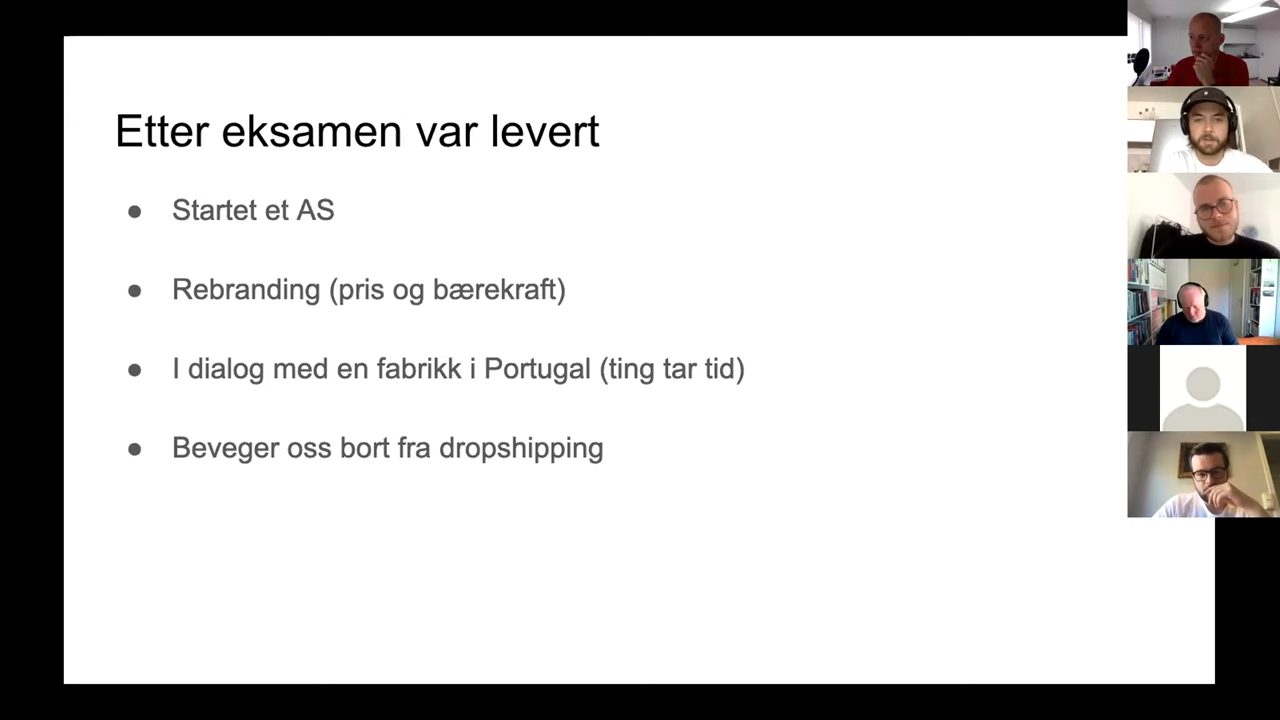 Etter eksamen var levert
● Startet et AS
● Rebranding (pris og bærekraft)
● I dialog med en fabrikk i Portugal (ting tar tid)
● Beveger oss bort fra dropshipping